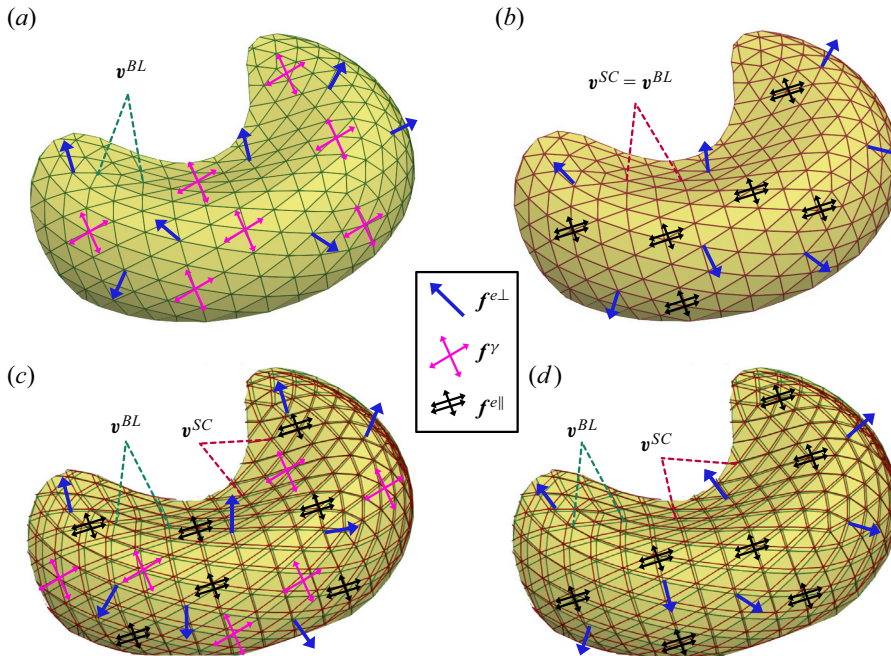 (a)
(b)
v^BL
v^SC = v^BL
f^e⊥
f^γ
f^e∥
(c)
(d)
v^BL
v^SC
v^BL
v^SC